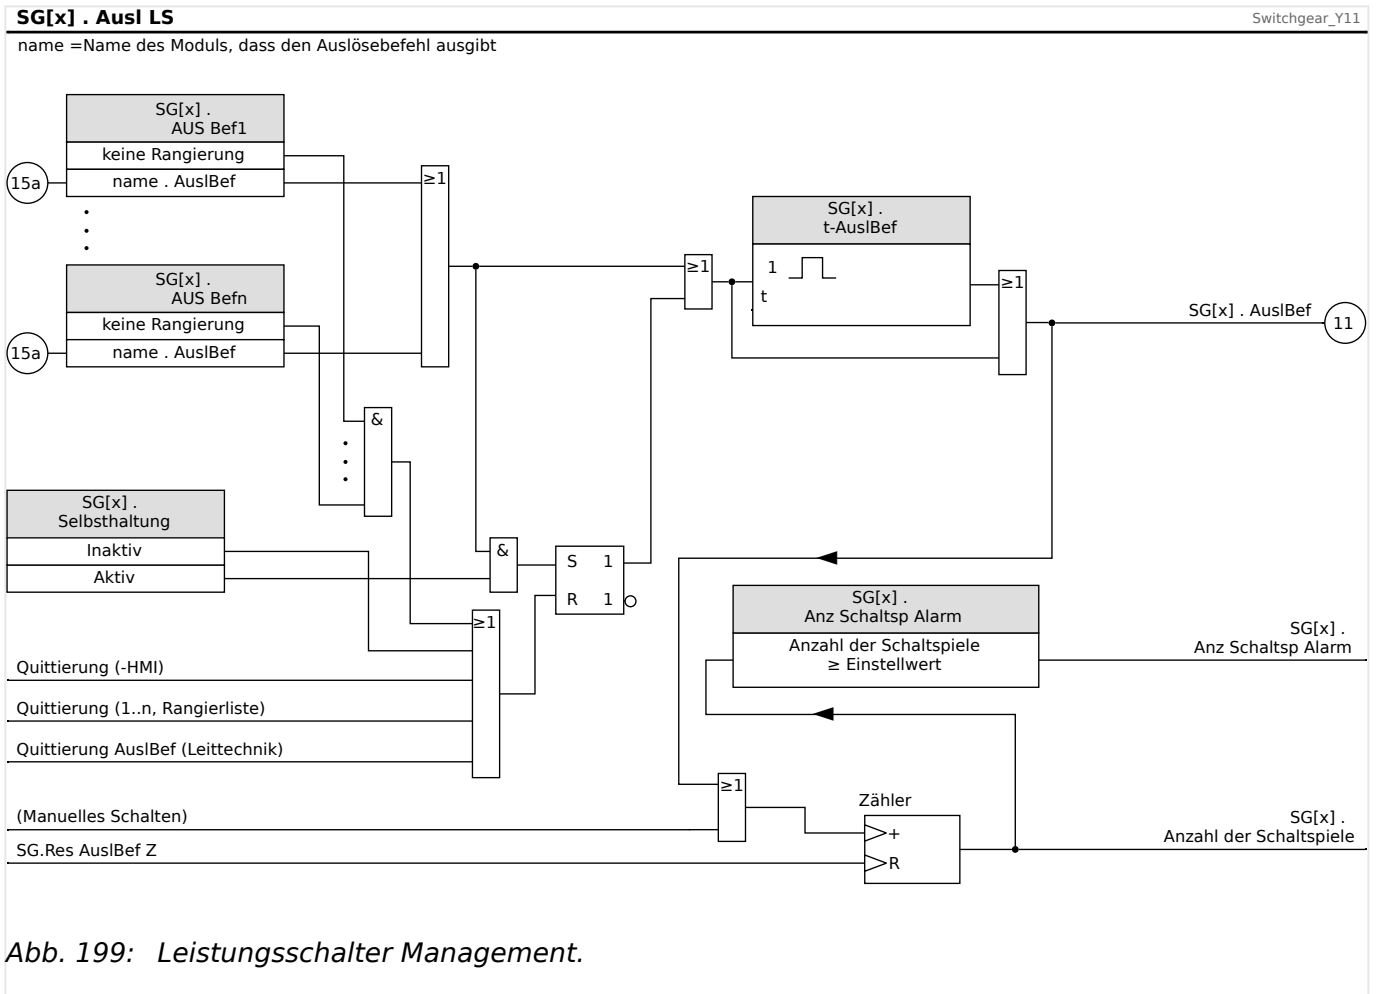 SG[x] . Ausl LS
Switchgear_Y11
name =Name des Moduls, dass den Auslösebefehl ausgibt
SG[x] .
AUS Bef1
keine Rangierung
15a
name . AuslBef
≥1
SG[x] .
t-AuslBef
1
t
SG[x] .
AUS Befn
keine Rangierung
15a
name . AuslBef
≥1
≥1
SG[x] . AuslBef
11
&
SG[x] .
Selbsthaltung
Inaktiv
Aktiv
&
S 1
R 1
≥1
SG[x] .
Anz Schaltsp Alarm
Anzahl der Schaltspiele
≥ Einstellwert
SG[x] .
Anz Schaltsp Alarm
Quittierung (-HMI)
Quittierung (1..n, Rangierliste)
Quittierung AuslBef (Leittechnik)
≥1
(Manuelles Schalten)
Zähler
+
R
SG[x] .
Anzahl der Schaltspiele
SG.Res AuslBef Z
Abb. 199: Leistungsschalter Management.